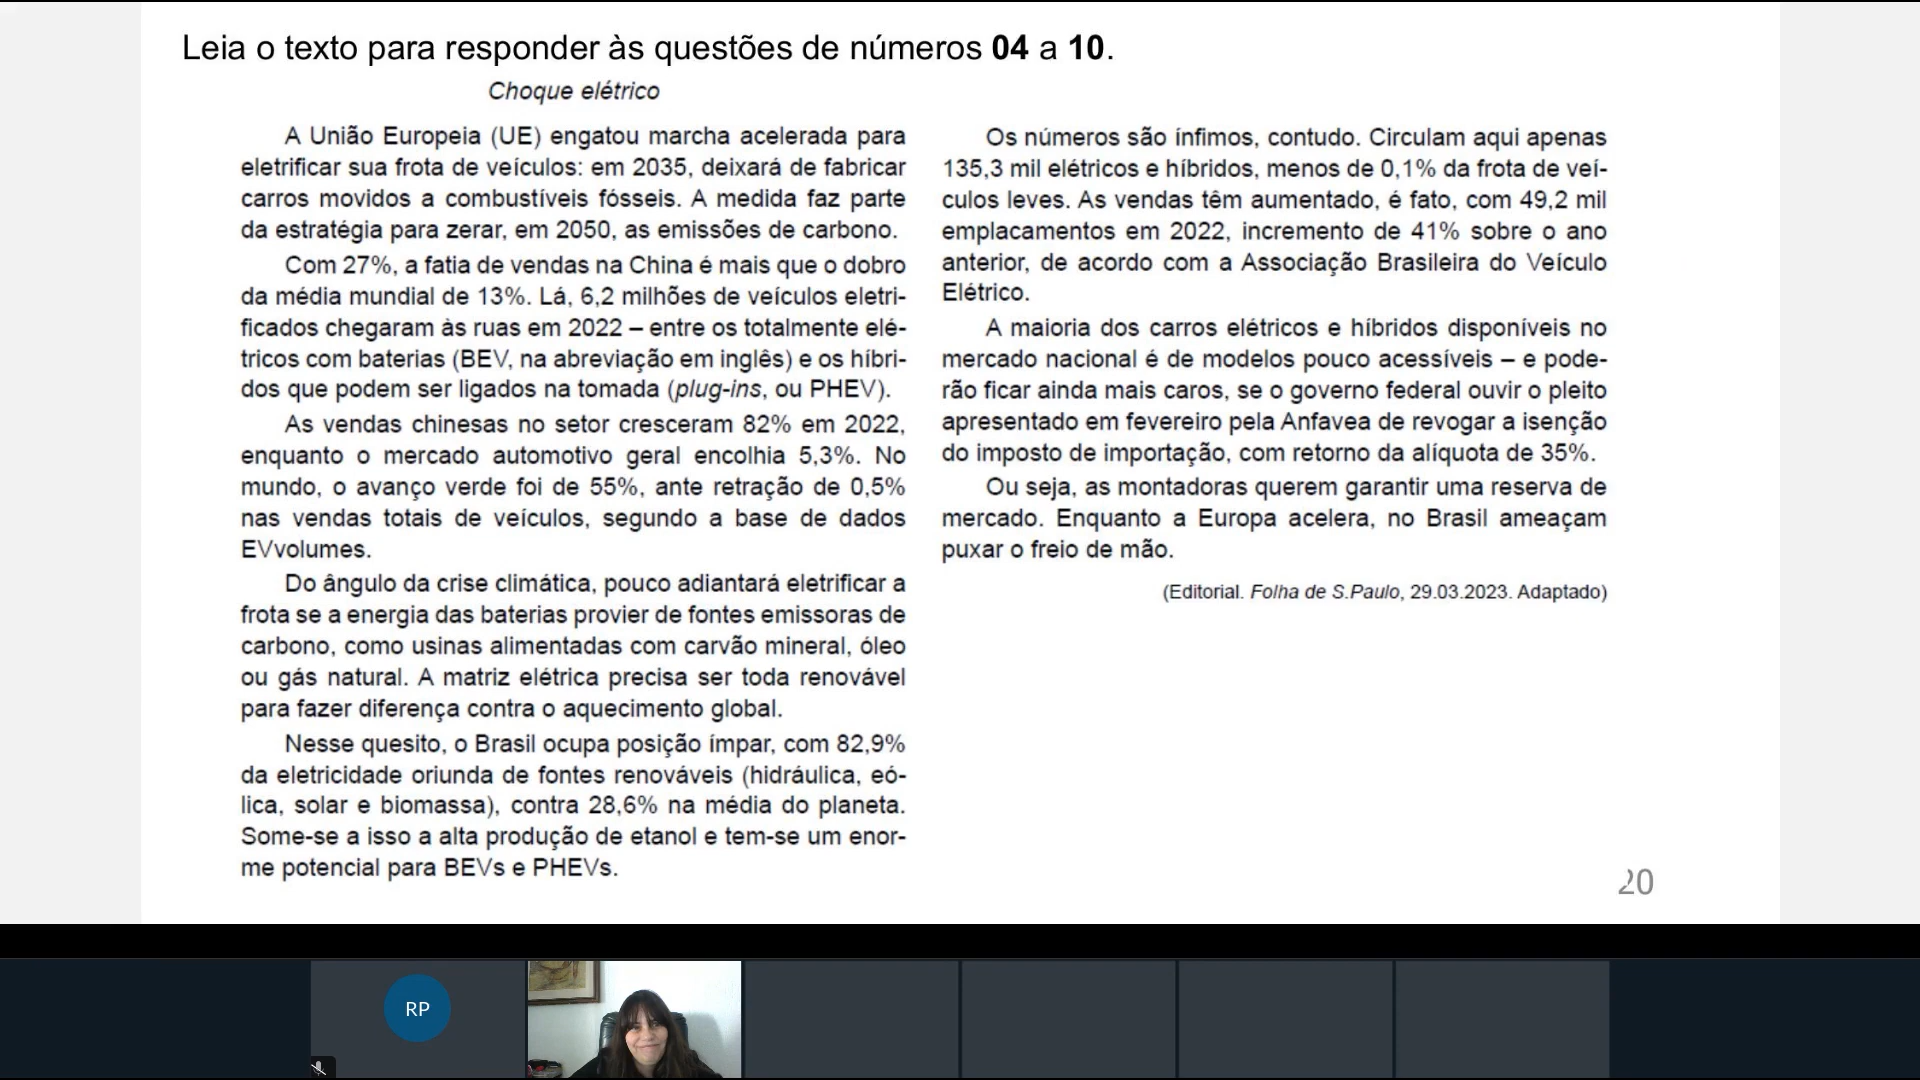 Leia o texto para responder às questões de números 04 a 10.
Choque elétrico
A União Europeia (UE) engatou marcha acelerada para
eletrificar sua frota de veículos: em 2035, deixará de fabricar
carros movidos a combustíveis fósseis. A medida faz parte
da estratégia para zerar, em 2050, as emissões de carbono.
Com 27%, a fatia de vendas na China é mais que o dobro
da média mundial de 13%. Lá, 6,2 milhões de veículos eletri-
ficados chegaram às ruas em 2022 – entre os totalmente elé-
tricos com baterias (BEV, na abreviação em inglês) e os híbri-
dos que podem ser ligados na tomada (plug-ins, ou PHEV).
As vendas chinesas no setor cresceram 82% em 2022,
enquanto o mercado automotivo geral encolhia 5,3%. No
mundo, o avanço verde foi de 55%, ante retração de 0,5%
nas vendas totais de veículos, segundo a base de dados
EVvolumes.
Do ângulo da crise climática, pouco adiantará eletrificar a
frota se a energia das baterias provier de fontes emissoras de
carbono, como usinas alimentadas com carvão mineral, óleo
ou gás natural. A matriz elétrica precisa ser toda renovável
para fazer diferença contra o aquecimento global.
Nesse quesito, o Brasil ocupa posição ímpar, com 82,9%
da eletricidade oriunda de fontes renováveis (hidráulica, eó-
lica, solar e biomassa), contra 28,6% na média do planeta.
Some-se a isso a alta produção de etanol e tem-se um enor-
me potencial para BEVs e PHEVs.
Os números são ínfimos, contudo. Circulam aqui apenas
135,3 mil elétricos e híbridos, menos de 0,1% da frota de veí-
culos leves. As vendas têm aumentado, é fato, com 49,2 mil
emplacamentos em 2022, incremento de 41% sobre o ano
anterior, de acordo com a Associação Brasileira do Veículo
Elétrico.
A maioria dos carros elétricos e híbridos disponíveis no
mercado nacional é de modelos pouco acessíveis – e pode-
rão ficar ainda mais caros, se o governo federal ouvir o pleito
apresentado em fevereiro pela Anfavea de revogar a isenção
do imposto de importação, com retorno da alíquota de 35%.
Ou seja, as montadoras querem garantir uma reserva de
mercado. Enquanto a Europa acelera, no Brasil ameaçam
puxar o freio de mão.
(Editorial. Folha de S.Paulo, 29.03.2023. Adaptado)
20
RP